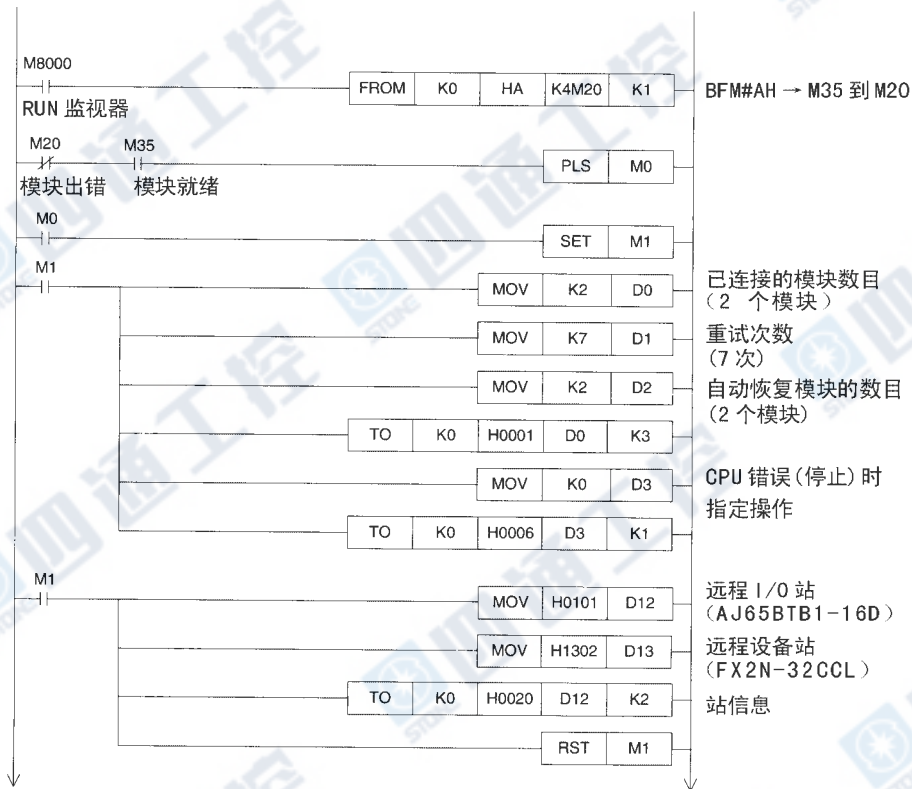 M8000
FROM K0 HA K4M20 K1 BFM#AH → M35 到 M20
RUN 监视器
M20 M35
PLS M0
模块出错 模块就绪
M0
SET M1
M1
MOV K2 D0 已连接的模块数目
(2 个模块)
MOV K7 D1 重试次数
(7 次)
MOV K2 D2 自动恢复模块的数目
(2 个模块)
TO K0 H0001 D0 K3
MOV K0 D3 CPU 错误(停止)时
指定操作
TO K0 H0006 D3 K1
M1
MOV H0101 D12 远程 I/O 站
(AJ65BTB1-16D)
MOV H1302 D13 远程设备站
(FX2N-32CCL)
TO K0 H0020 D12 K2 站信息
RST M1
四通工控
STONE